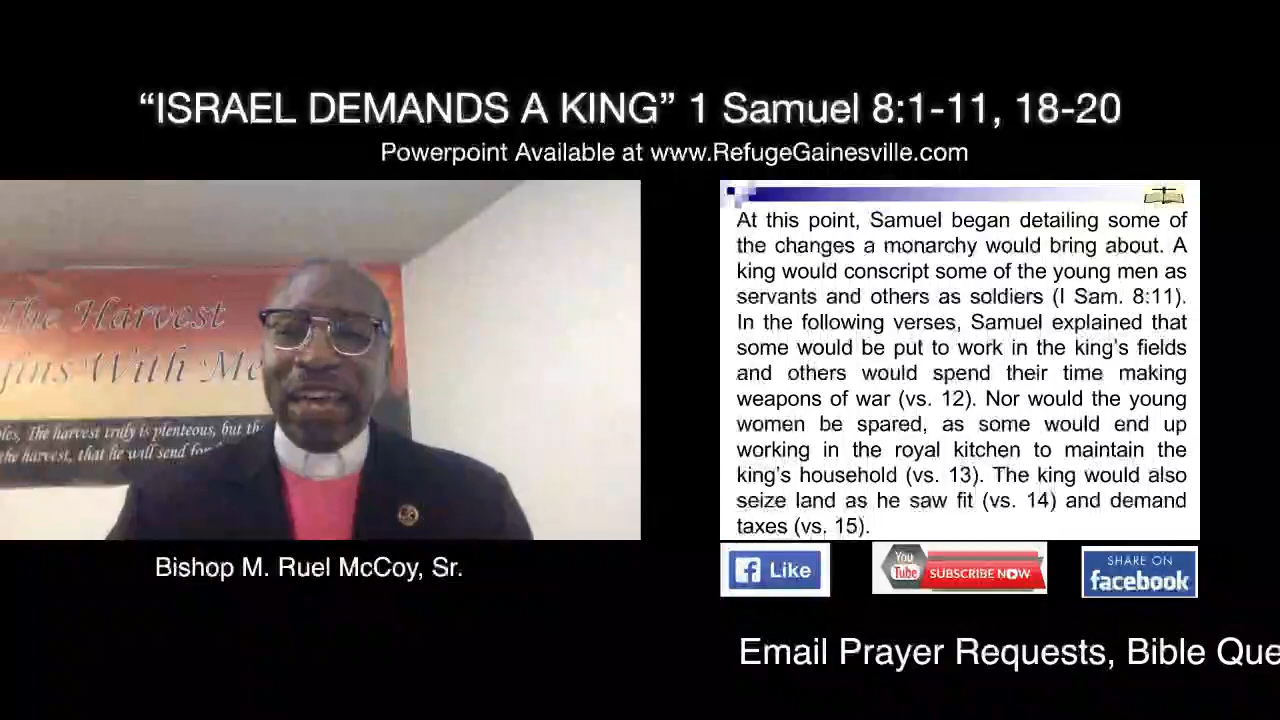 “ISRAEL DEMANDS A KING” 1 Samuel 8:1-11, 18-20
Powerpoint Available at www.RefugeGainesville.com
The Harvest
With Me
The harvest truly is plenteous, but
the harvest, that he will send
At this point, Samuel began detailing some of
the changes a monarchy would bring about. A
king would conscript some of the young men as
servants and others as soldiers (I Sam. 8:11).
In the following verses, Samuel explained that
some would be put to work in the king’s fields
and others would spend their time making
weapons of war (vs. 12). Nor would the young
women be spared, as some would end up
working in the royal kitchen to maintain the
king’s household (vs. 13). The king would also
seize land as he saw fit (vs. 14) and demand
taxes (vs. 15).
Bishop M. Ruel McCoy, Sr.
f Like
You
Tube
SUBSCRIBE NOW
SHARE ON
facebook
Email Prayer Requests, Bible Que